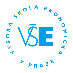 VYSOKÁ ŠKOLA EKONOMICKÁ
VŠE
V PRAZE